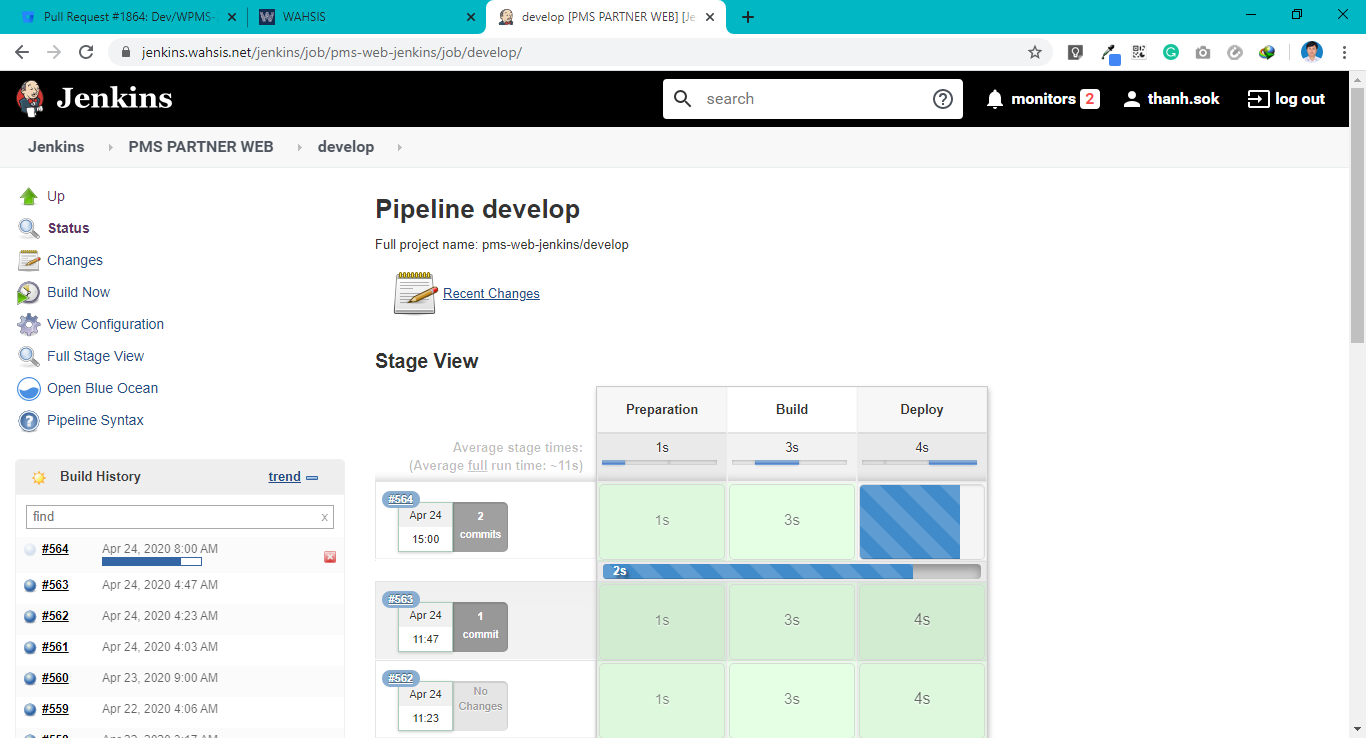 Pull Request #1864: Dev/WPMS-
WAHSIS
develop [PMS PARTNER WEB] [Je
jenkins.wahsis.net/jenkins/job/pms-web-jenkins/job/develop/
Jenkins
search
monitors 2
thanh.sok
log out
Jenkins
PMS PARTNER WEB
develop
Up
Status
Changes
Build Now
View Configuration
Full Stage View
Open Blue Ocean
Pipeline Syntax
Build History
trend
find
x
#564 Apr 24, 2020 8:00 AM
#563 Apr 24, 2020 4:47 AM
#562 Apr 24, 2020 4:23 AM
#561 Apr 24, 2020 4:03 AM
#560 Apr 23, 2020 9:00 AM
#559 Apr 22, 2020 4:06 AM
Pipeline develop
Full project name: pms-web-jenkins/develop
Recent Changes
Stage View
Preparation Build Deploy
Average stage times: 1s 3s 4s
(Average full run time: ~11s)
#564
Apr 24
15:00
2
commits
1s 3s
2s
#563
Apr 24
11:47
1
commit
1s 3s 4s
#562
Apr 24
11:23
No
Changes
1s 3s 4s